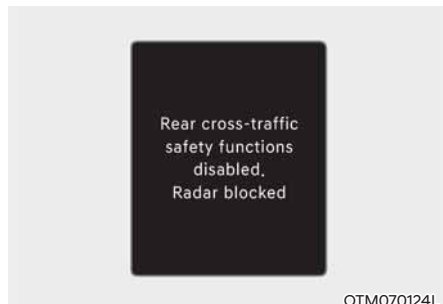 Rear cross-traffic
safety functions
disabled.
Radar blocked
OTM070124L